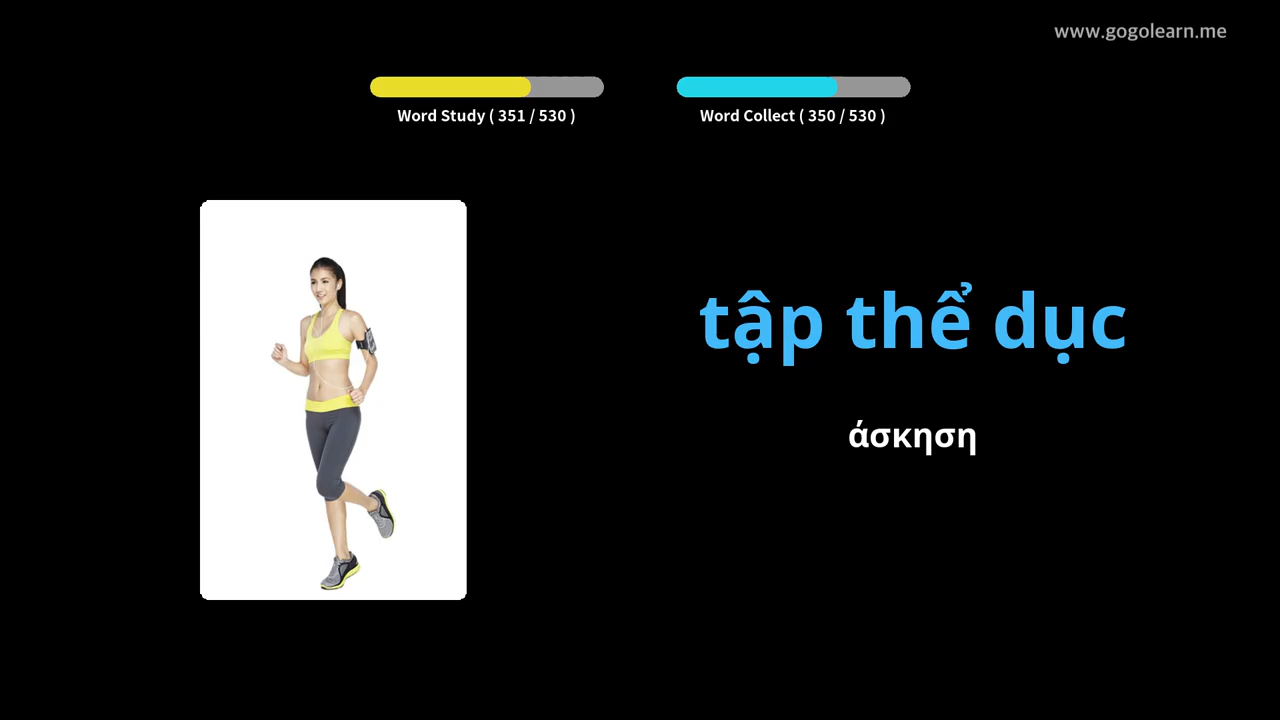 www.gogolearn.me
Word Study ( 351 / 530 )
Word Collect ( 350 / 530 )
tập thể dục
άσκηση